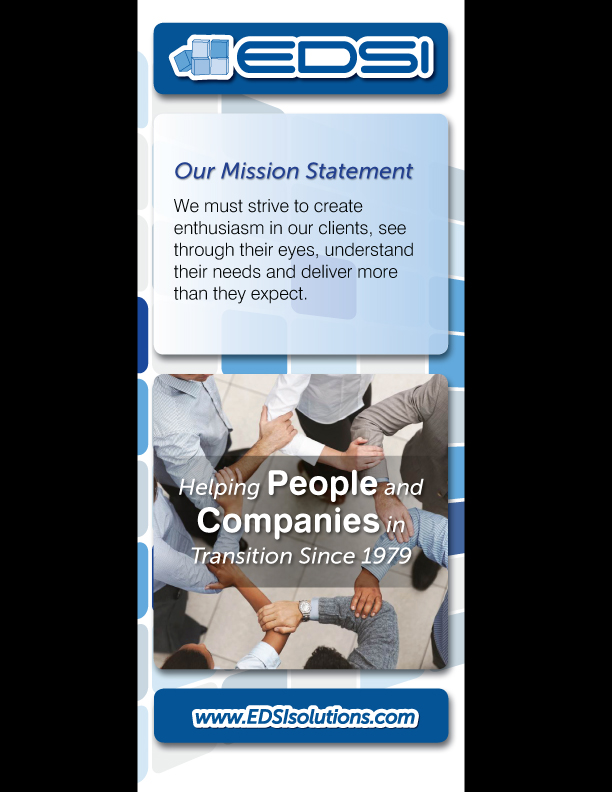 EDSI
Our Mission Statement
We must strive to create
enthusiasm in our clients, see
through their eyes, understand
their needs and deliver more
than they expect.
Helping People and
Companies in
Transition Since 1979
www.EDSIsolutions.com